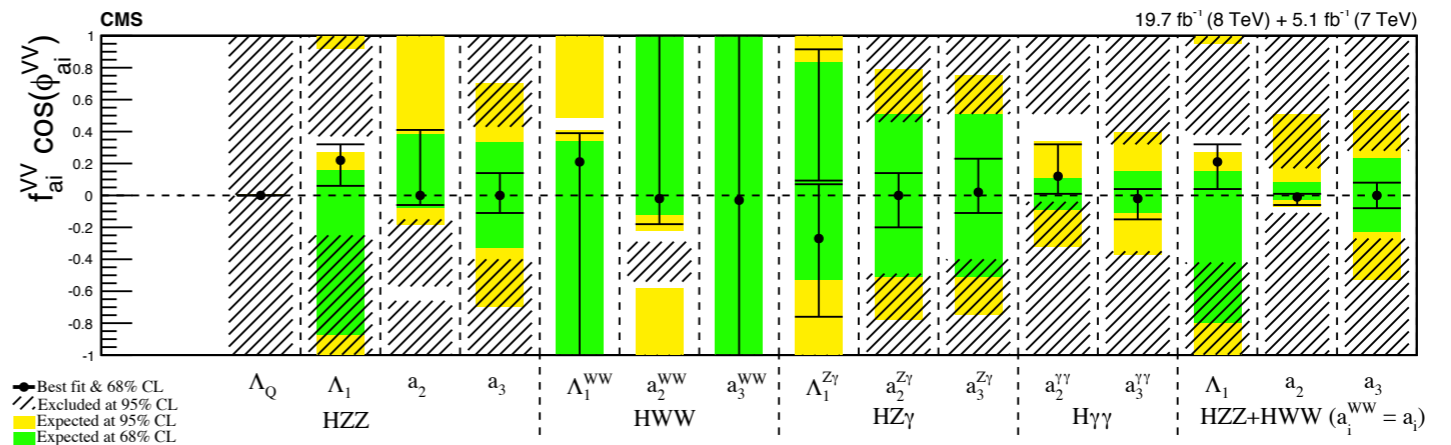 CMS 19.7 fb⁻¹ (8 TeV) + 5.1 fb⁻¹ (7 TeV)
f_ai^VV cos(ϕ_ai^VV)
1
0.8
0.6
0.4
0.2
0
-0.2
-0.4
-0.6
-0.8
-1
Λ_Q Λ_1 a_2 a_3 Λ_1^WW a_2^WW a_3^WW Λ_1^Zγ a_2^Zγ a_3^Zγ a_2^γγ a_3^γγ Λ_1 a_2 a_3
HZZ HWW HZγ Hγγ HZZ+HWW (a_i^WW = a_i)
Best fit & 68% CL
Excluded at 95% CL
Expected at 95% CL
Expected at 68% CL